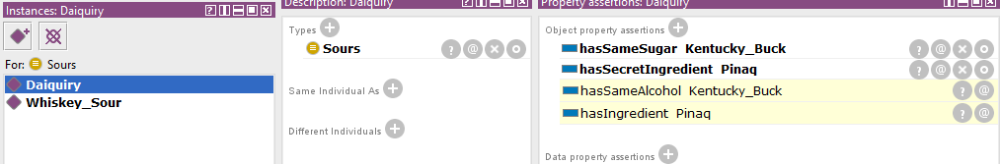 Instances: Daiquiry
For: Sours
Daiquiry
Whiskey_Sour
Description: Daiquiry
Types
Sours
Same Individual As
Different Individuals
Property assertions: Daiquiry
Object property assertions
hasSameSugar Kentucky_Buck
hasSecretIngredient Pinaq
hasSameAlcohol Kentucky_Buck
hasIngredient Pinaq
Data property assertions